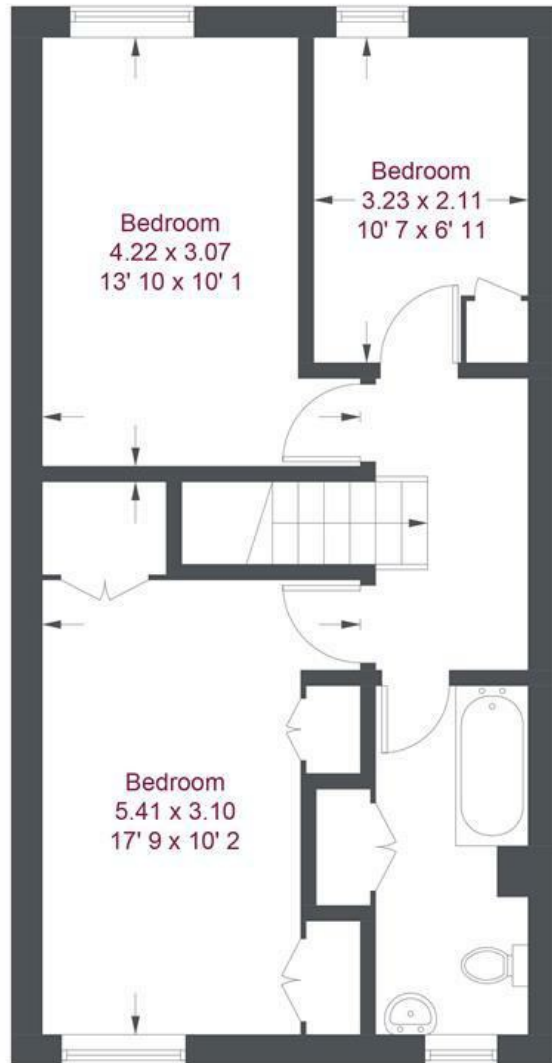 Bedroom
4.22 x 3.07
13' 10 x 10' 1
Bedroom
3.23 x 2.11
10' 7 x 6' 11
Bedroom
5.41 x 3.10
17' 9 x 10' 2